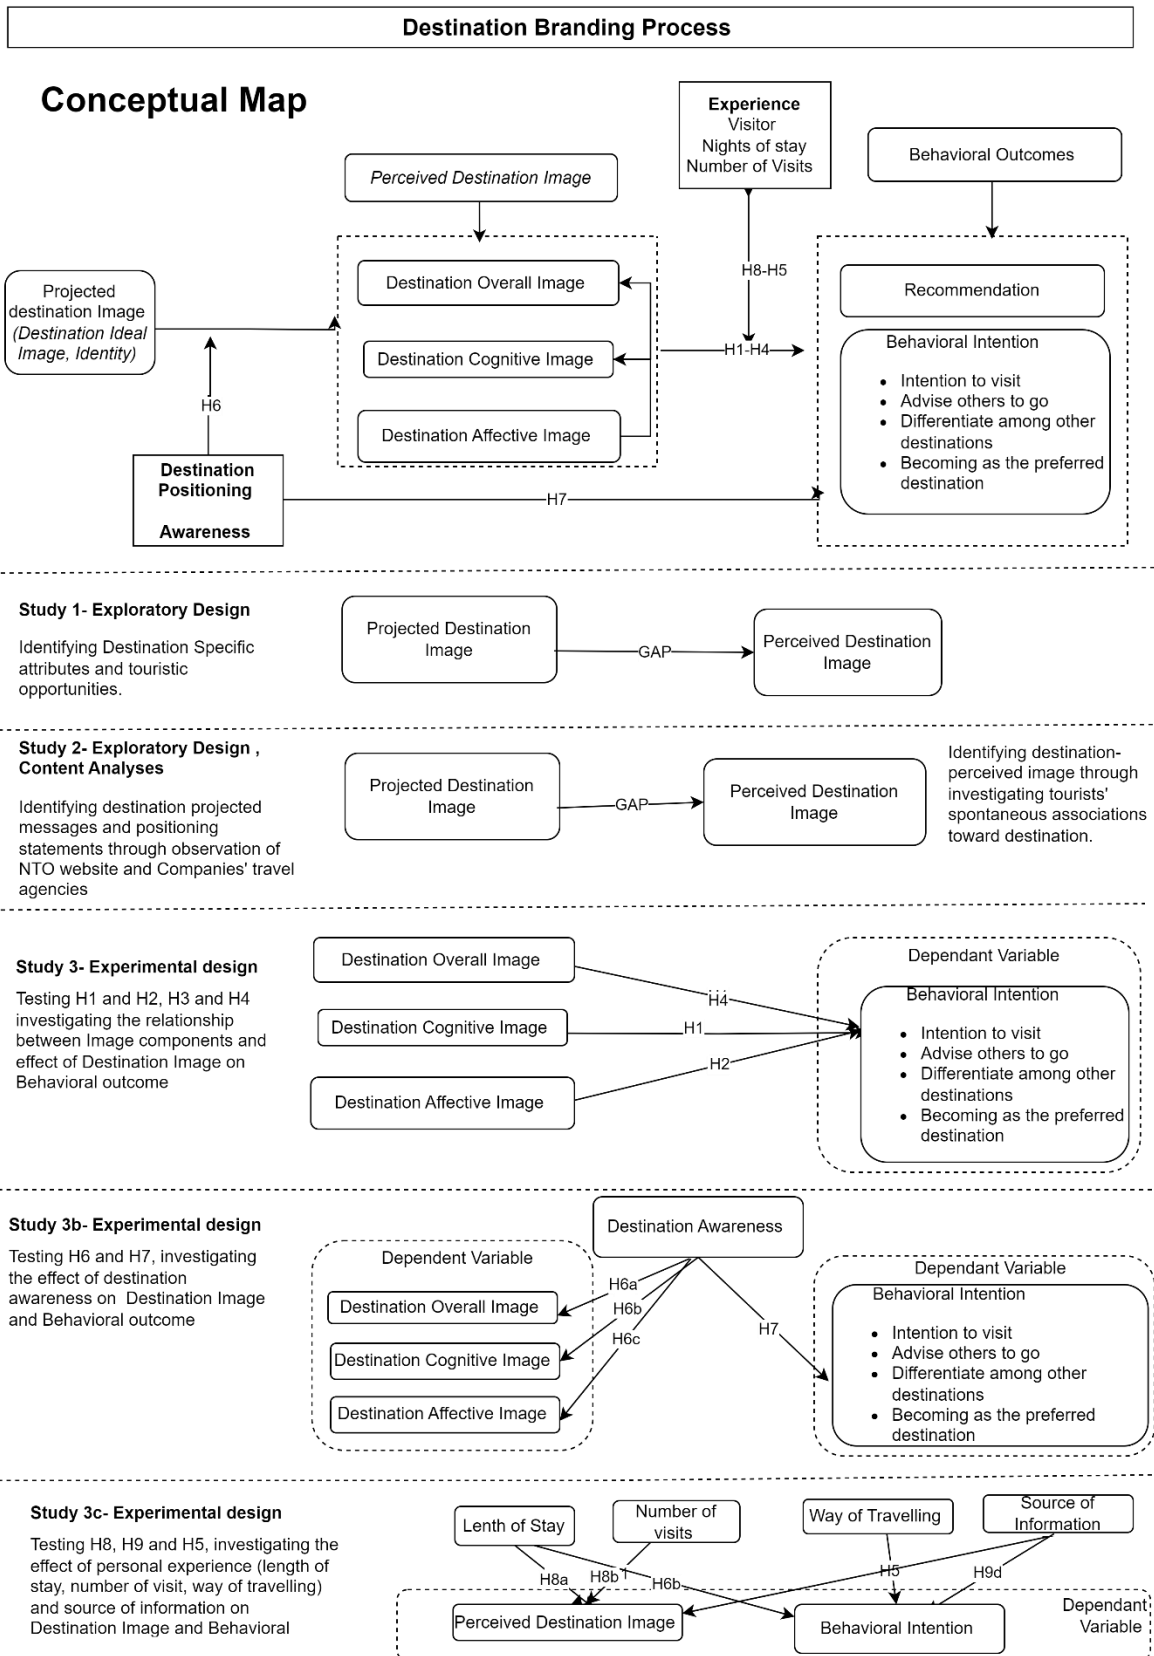 Destination Branding Process
Conceptual Map
Experience
Visitor
Nights of stay
Number of Visits
Behavioral Outcomes
Perceived Destination Image
Projected
destination Image
(Destination Ideal
Image, Identity)
Destination Overall Image
Destination Cognitive Image
Destination Affective Image
H8-H5
H1-H4
Recommendation
Behavioral Intention
• Intention to visit
• Advise others to go
• Differentiate among other
destinations
• Becoming as the preferred
destination
H6
Destination
Positioning
Awareness
H7
Study 1- Exploratory Design
Identifying Destination Specific
attributes and touristic
opportunities.
Projected Destination
Image
GAP
Perceived Destination
Image
Study 2- Exploratory Design ,
Content Analyses
Identifying destination projected
messages and positioning
statements through observation of
NTO website and Companies' travel
agencies
Projected Destination
Image
GAP
Perceived Destination
Image
Identifying destination-
perceived image through
investigating tourists'
spontaneous associations
toward destination.
Study 3- Experimental design
Testing H1 and H2, H3 and H4
investigating the relationship
between Image components and
effect of Destination Image on
Behavioral outcome
Destination Overall Image
Destination Cognitive Image
Destination Affective Image
H4
H1
H2
Dependant Variable
Behavioral Intention
• Intention to visit
• Advise others to go
• Differentiate among other
destinations
• Becoming as the preferred
destination
Study 3b- Experimental design
Testing H6 and H7, investigating
the effect of destination
awareness on Destination Image
and Behavioral outcome
Destination Awareness
Dependent Variable
Destination Overall Image
Destination Cognitive Image
Destination Affective Image
H6a
H6b
H6c
H7
Dependant Variable
Behavioral Intention
• Intention to visit
• Advise others to go
• Differentiate among other
destinations
• Becoming as the preferred
destination
Study 3c- Experimental design
Testing H8, H9 and H5, investigating the
effect of personal experience (length of
stay, number of visit, way of travelling)
and source of information on
Destination Image and Behavioral
Lenth of Stay
Number of
visits
Way of Travelling
Source of
Information
H8a
H8b
H6b
H5
H9d
Perceived Destination Image
Behavioral Intention
Dependant
Variable